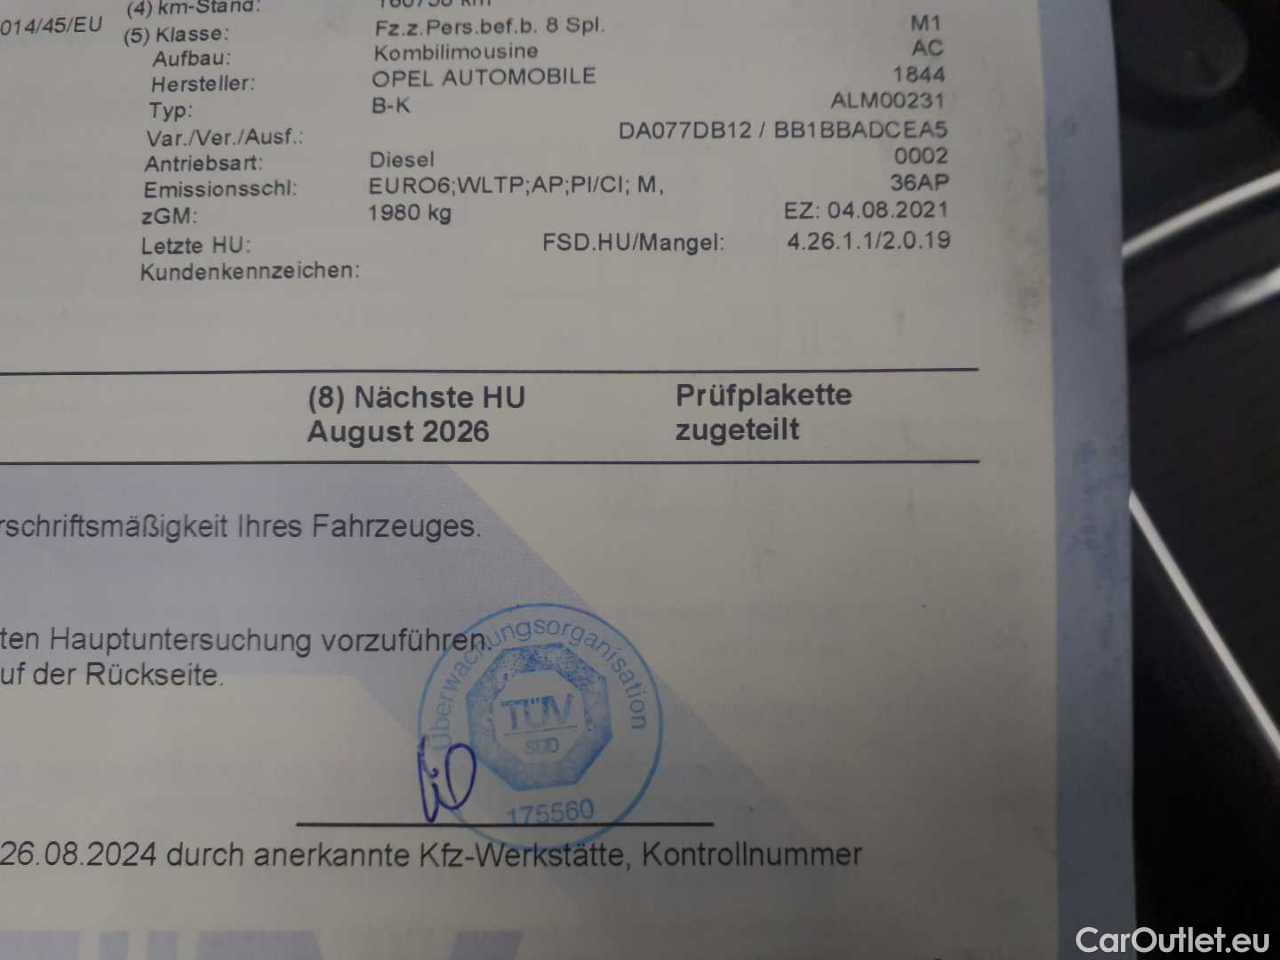 (4) km-Stand:
014/45/EU (5) Klasse: Fz.z.Pers.bef.b. 8 Spl. M1
Aufbau: Kombilimousine AC
Hersteller: OPEL AUTOMOBILE 1844
Typ: B-K ALM00231
Var./Ver./Ausf.: DA077DB12 / BB1BBADCEA5
Antriebsart: Diesel 0002
Emissionsschl: EURO6;WLTP;AP;PI/CI; M, 36AP
zGM: 1980 kg EZ: 04.08.2021
Letzte HU: FSD.HU/Mangel: 4.26.1.1/2.0.19
Kundenkennzeichen:
(8) Nächste HU Prüfplakette
August 2026 zugeteilt
rschriftsmäßigkeit Ihres Fahrzeuges.
ten Hauptuntersuchung vorzuführen.
uf der Rückseite.
Überwachungsorganisation
TÜV
SÜD
175560
26.08.2024 durch anerkannte Kfz-Werkstätte, Kontrollnummer
CarOutlet.eu